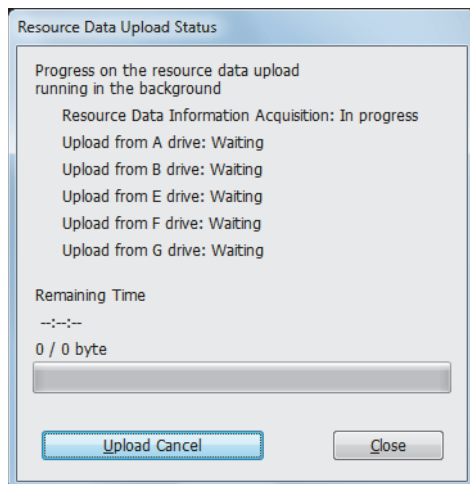 Resource Data Upload Status
Progress on the resource data upload
running in the background
Resource Data Information Acquisition: In progress
Upload from A drive: Waiting
Upload from B drive: Waiting
Upload from E drive: Waiting
Upload from F drive: Waiting
Upload from G drive: Waiting
Remaining Time
--:--:--
0 / 0 byte
Upload Cancel
Close